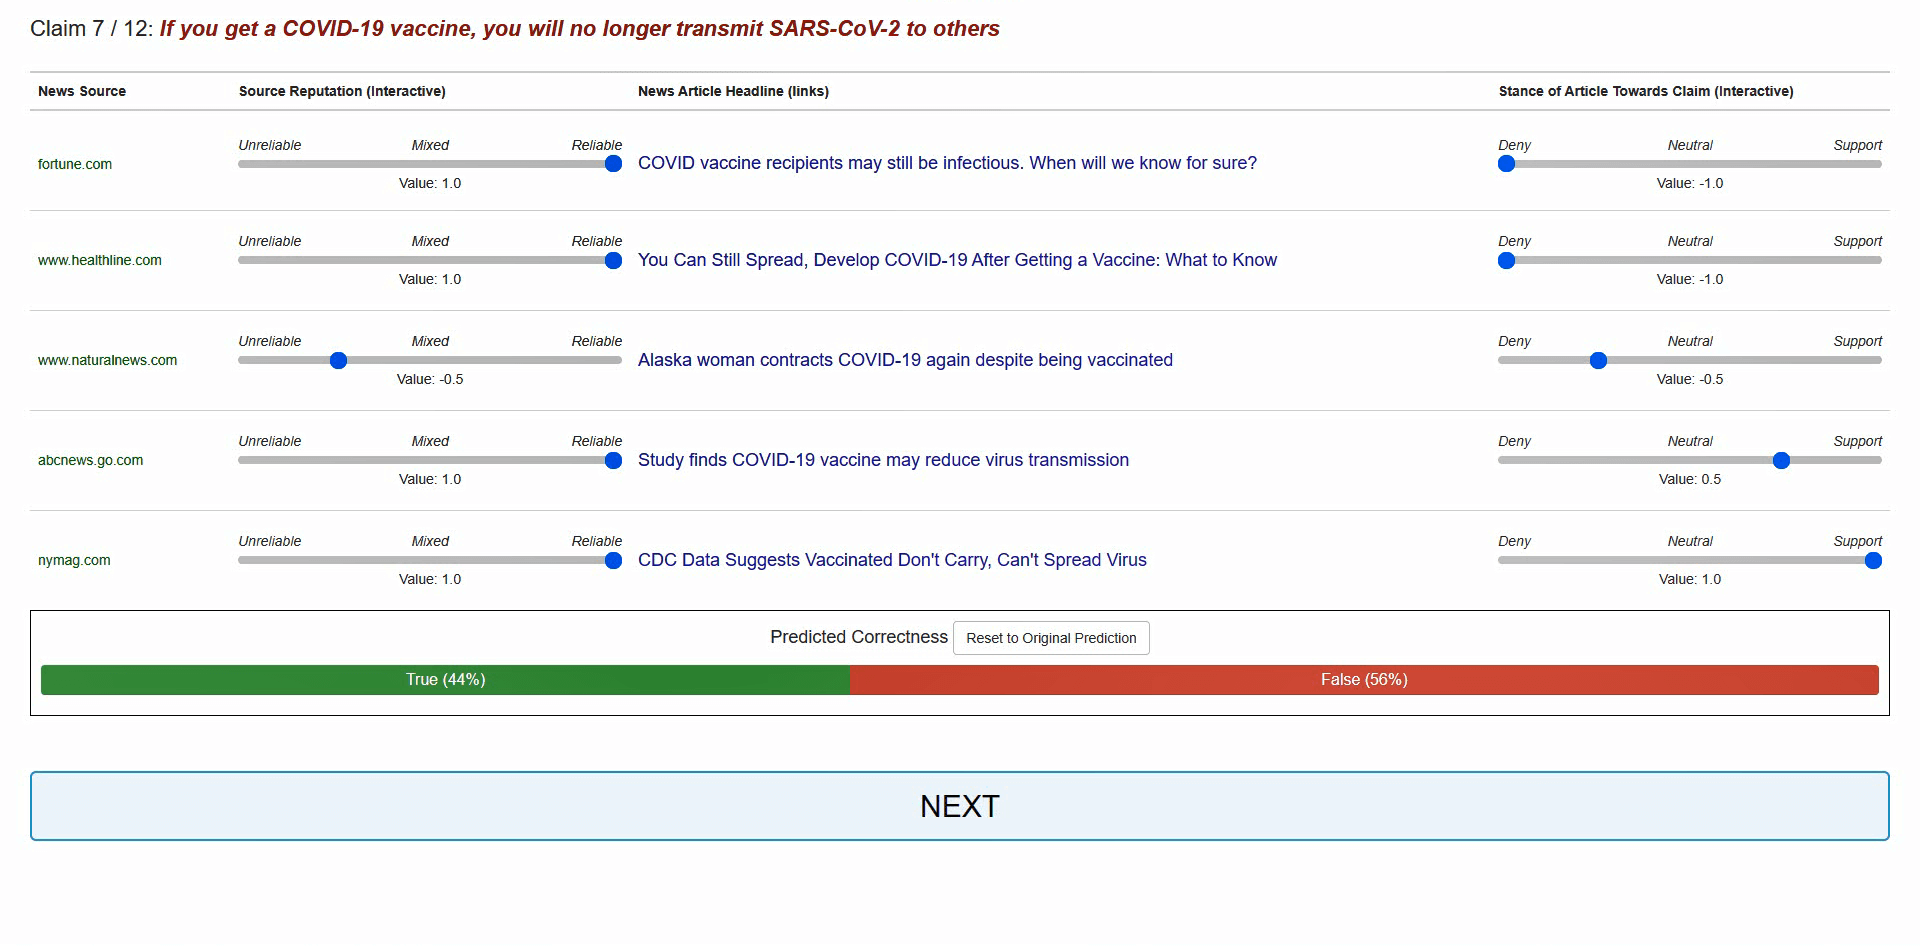 Claim 7 / 12: If you get a COVID-19 vaccine, you will no longer transmit SARS-CoV-2 to others
News Source Source Reputation (Interactive) News Article Headline (links) Stance of Article Towards Claim (Interactive)
Unreliable Mixed Reliable Deny Neutral Support
fortune.com COVID vaccine recipients may still be infectious. When will we know for sure?
Value: 1.0 Value: -1.0
Unreliable Mixed Reliable Deny Neutral Support
www.healthline.com You Can Still Spread, Develop COVID-19 After Getting a Vaccine: What to Know
Value: 1.0 Value: -1.0
Unreliable Mixed Reliable Deny Neutral Support
www.naturalnews.com Alaska woman contracts COVID-19 again despite being vaccinated
Value: -0.5 Value: -0.5
Unreliable Mixed Reliable Deny Neutral Support
abcnews.go.com Study finds COVID-19 vaccine may reduce virus transmission
Value: 1.0 Value: 0.5
Unreliable Mixed Reliable Deny Neutral Support
nymag.com CDC Data Suggests Vaccinated Don't Carry, Can't Spread Virus
Value: 1.0 Value: 1.0
Predicted Correctness Reset to Original Prediction
True (44%) False (56%)
NEXT